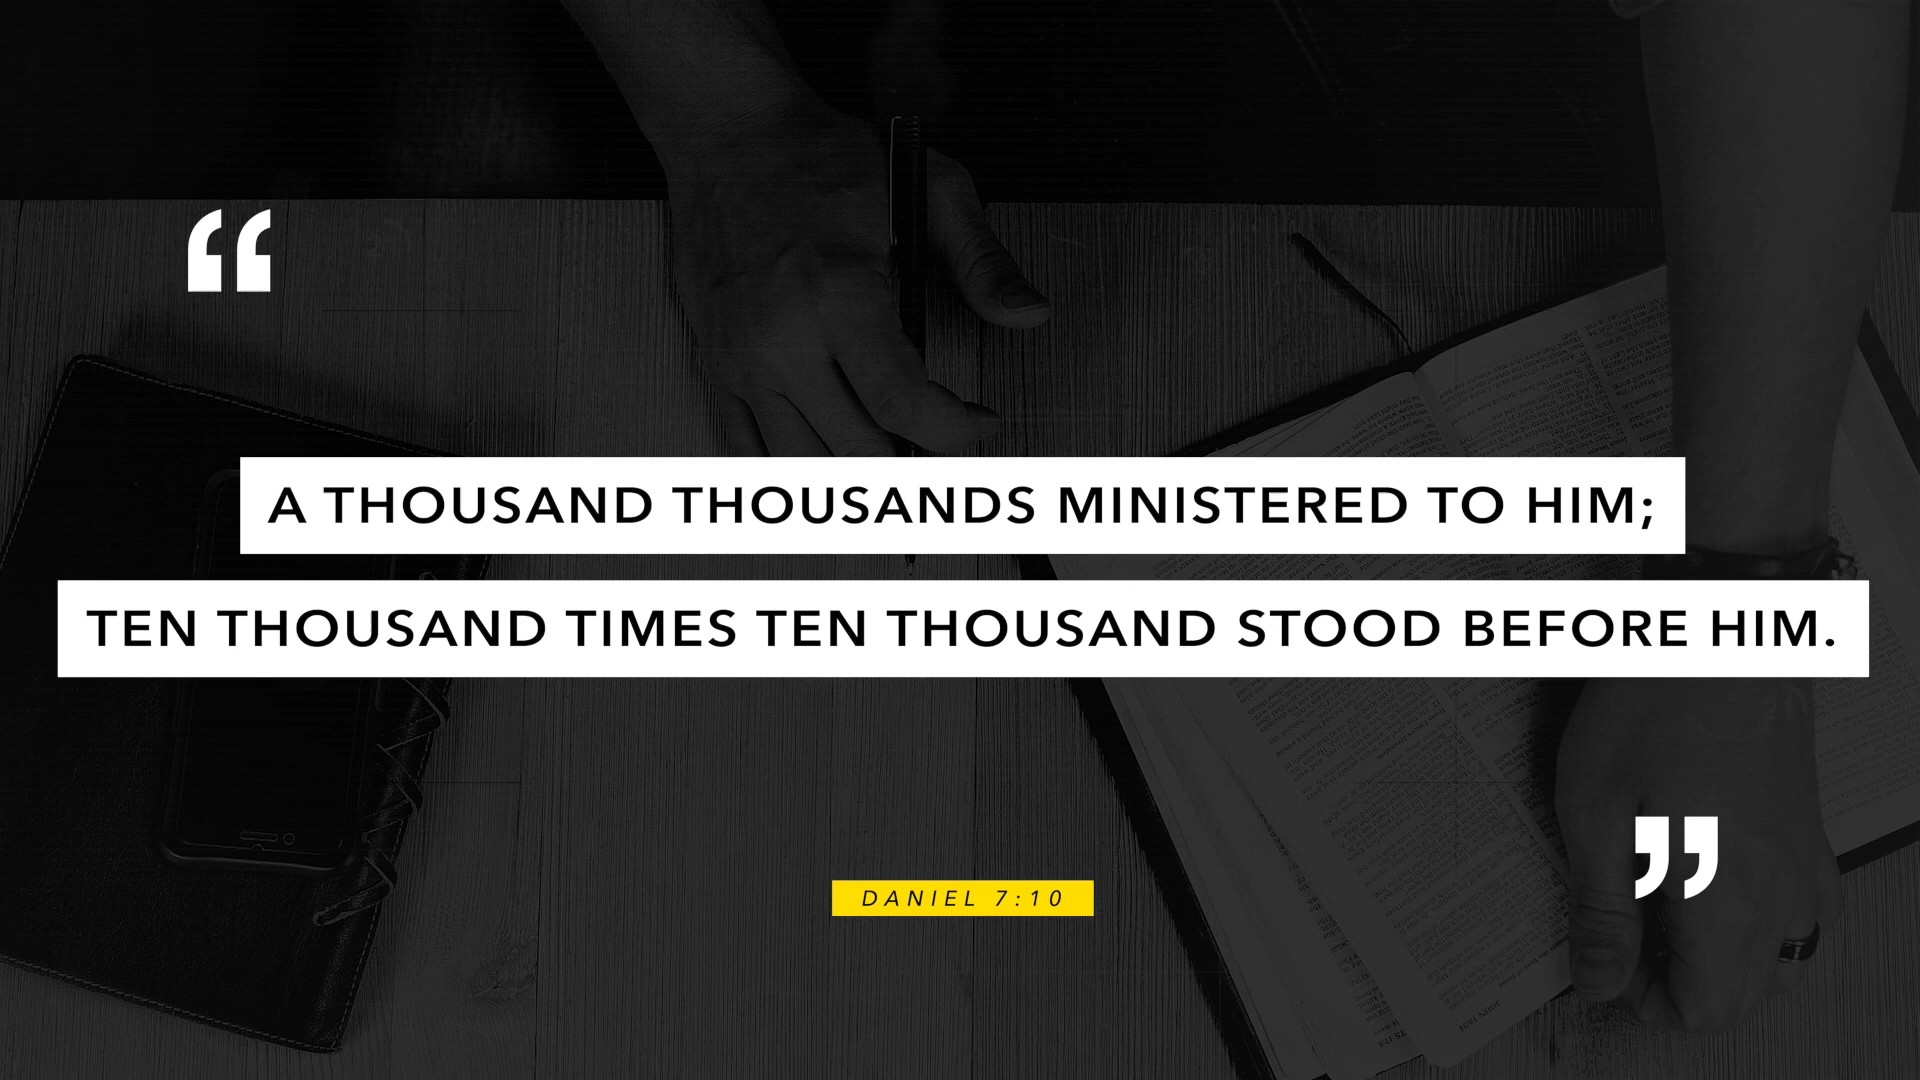 “
A THOUSAND THOUSANDS MINISTERED TO HIM;
TEN THOUSAND TIMES TEN THOUSAND STOOD BEFORE HIM.
”
DANIEL 7:10